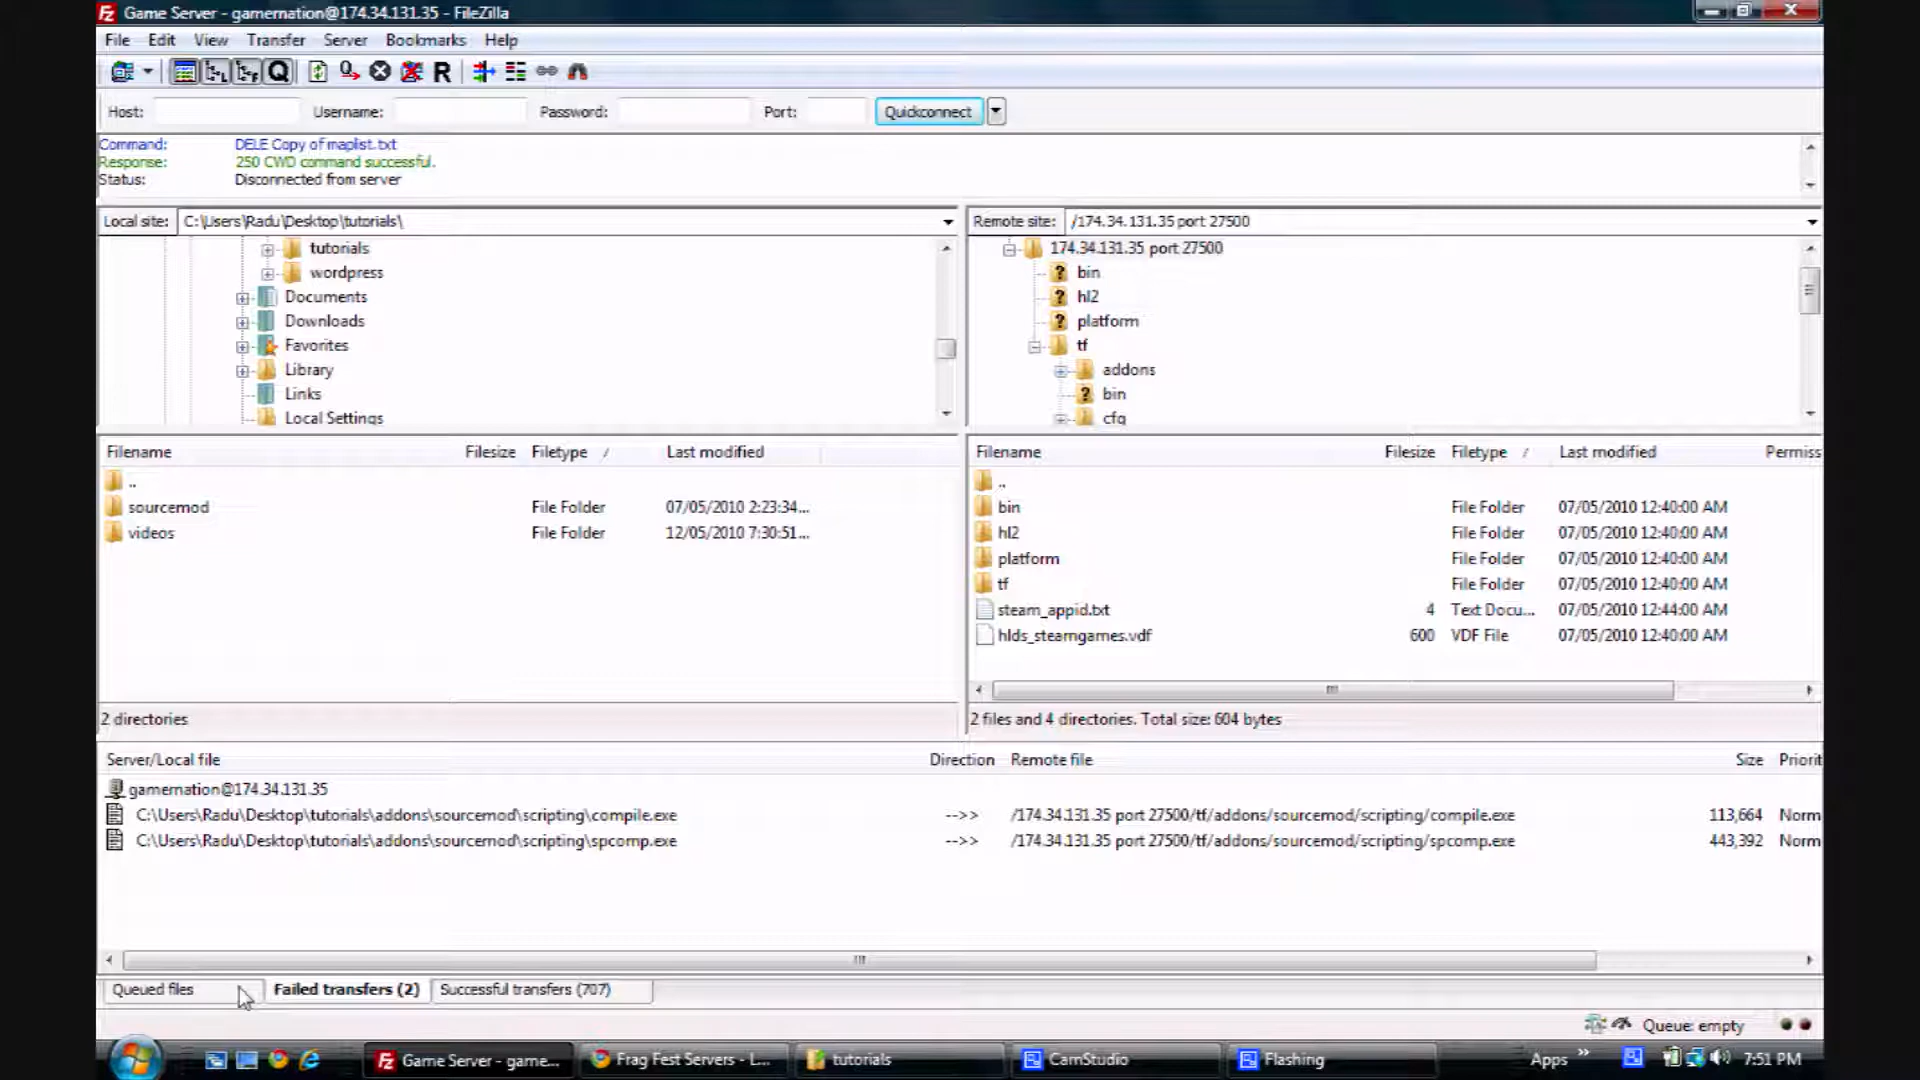 Game Server - gamernation@174.34.131.35 - FileZilla
File Edit View Transfer Server Bookmarks Help
Host: Username: Password: Port: Quickconnect
Command: DELE Copy of maplist.txt
Response: 250 CWD command successful.
Status: Disconnected from server
Local site: C:\Users\Radu\Desktop\tutorials\
Remote site: /174.34.131.35 port 27500
tutorials
wordpress
Documents
Downloads
Favorites
Library
Links
Local Settings
174.34.131.35 port 27500
bin
hl2
platform
tf
addons
bin
cfg
Filename Filesize Filetype / Last modified
..
sourcemod File Folder 07/05/2010 2:23:34...
videos File Folder 12/05/2010 7:30:51...
2 directories
Filename Filesize Filetype / Last modified Permiss
..
bin File Folder 07/05/2010 12:40:00 AM
hl2 File Folder 07/05/2010 12:40:00 AM
platform File Folder 07/05/2010 12:40:00 AM
tf File Folder 07/05/2010 12:40:00 AM
steam_appid.txt 4 Text Docu... 07/05/2010 12:44:00 AM
hlds_steamgames.vdf 600 VDF File 07/05/2010 12:40:00 AM
2 files and 4 directories. Total size: 604 bytes
Server/Local file Direction Remote file Size Priorit
gamernation@174.34.131.35
C:\Users\Radu\Desktop\tutorials\addons\sourcemod\scripting\compile.exe -->> /174.34.131.35 port 27500/tf/addons/sourcemod/scripting/compile.exe 113,664 Norm
C:\Users\Radu\Desktop\tutorials\addons\sourcemod\scripting\spcomp.exe -->> /174.34.131.35 port 27500/tf/addons/sourcemod/scripting/spcomp.exe 443,392 Norm
Queued files Failed transfers (2) Successful transfers (707)
Queue: empty
Game Server - game... Frag Fest Servers - L... tutorials CamStudio Flashing Apps » 7:51 PM